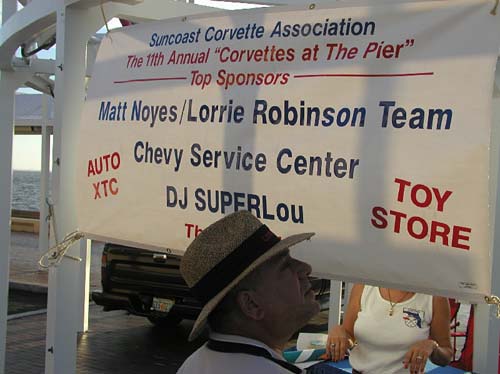 Suncoast Corvette Association
The 11th Annual "Corvettes at The Pier"
Top Sponsors
Matt Noyes/Lorrie Robinson Team
Chevy Service Center
DJ SUPERLou
AUTO
XTC
TOY
STORE